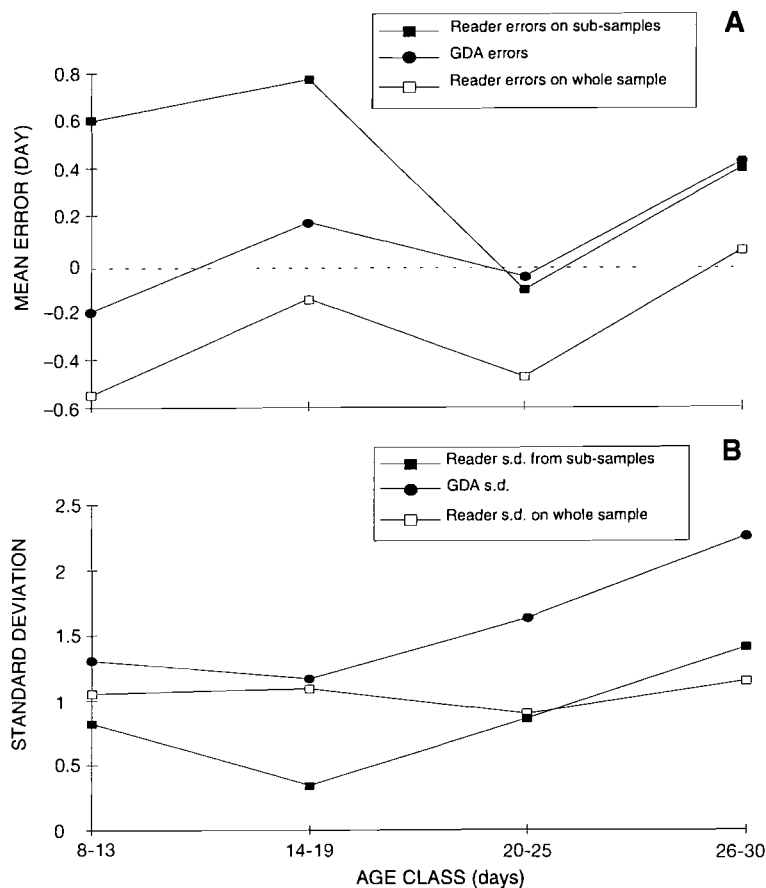 A
Reader errors on sub-samples
GDA errors
Reader errors on whole sample
MEAN ERROR (DAY)
0.8
0.6
0.4
0.2
0
−0.2
−0.4
−0.6
B
Reader s.d. from sub-samples
GDA s.d.
Reader s.d. on whole sample
STANDARD DEVIATION
2.5
2
1.5
1
0.5
0
8-13
14-19
20-25
26-30
AGE CLASS (days)